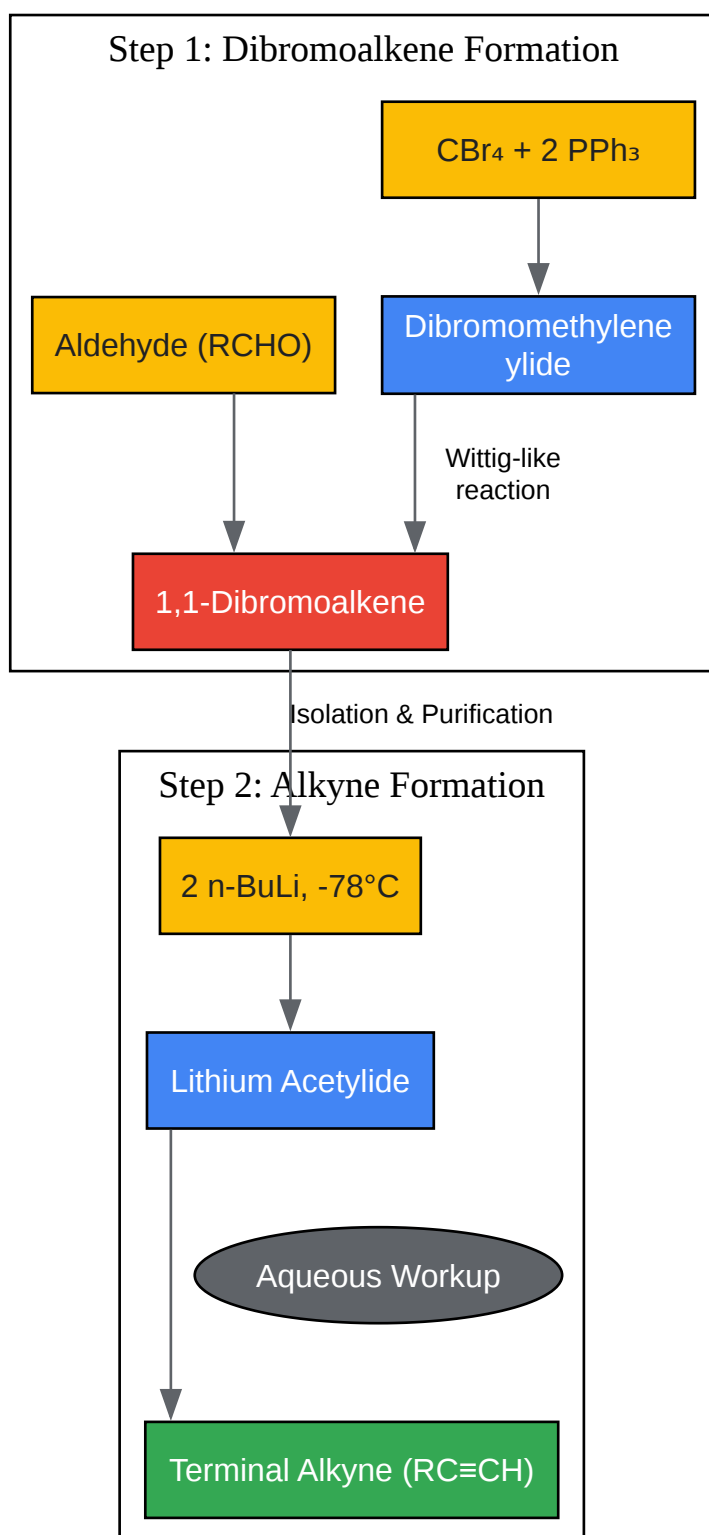 Step 1: Dibromoalkene Formation
CBr₄ + 2 PPh₃
Aldehyde (RCHO)
Dibromomethylene
ylide
Wittig-like
reaction
1,1-Dibromoalkene
Isolation & Purification
Step 2: Alkyne Formation
2 n-BuLi, -78°C
Lithium Acetylide
Aqueous Workup
Terminal Alkyne (RC≡CH)